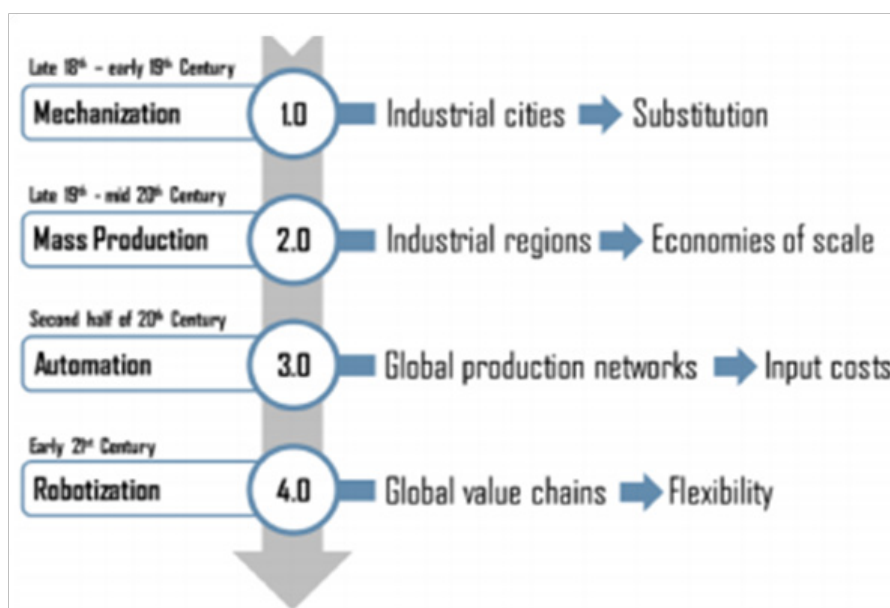 Late 18th - early 19th Century
Mechanization 1.0 Industrial cities Substitution
Late 19th - mid 20th Century
Mass Production 2.0 Industrial regions Economies of scale
Second half of 20th Century
Automation 3.0 Global production networks Input costs
Early 21st Century
Robotization 4.0 Global value chains Flexibility